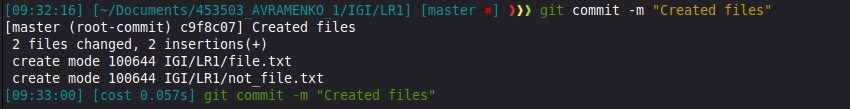 [09:32:16] [~/Documents/453503_AVRAMENKO_1/IGI/LR1] [master ✖] ❯❯❯ git commit -m "Created files"
[master (root-commit) c9f8c07] Created files
 2 files changed, 2 insertions(+)
 create mode 100644 IGI/LR1/file.txt
 create mode 100644 IGI/LR1/not_file.txt
[09:33:00] [cost 0.057s] git commit -m "Created files"